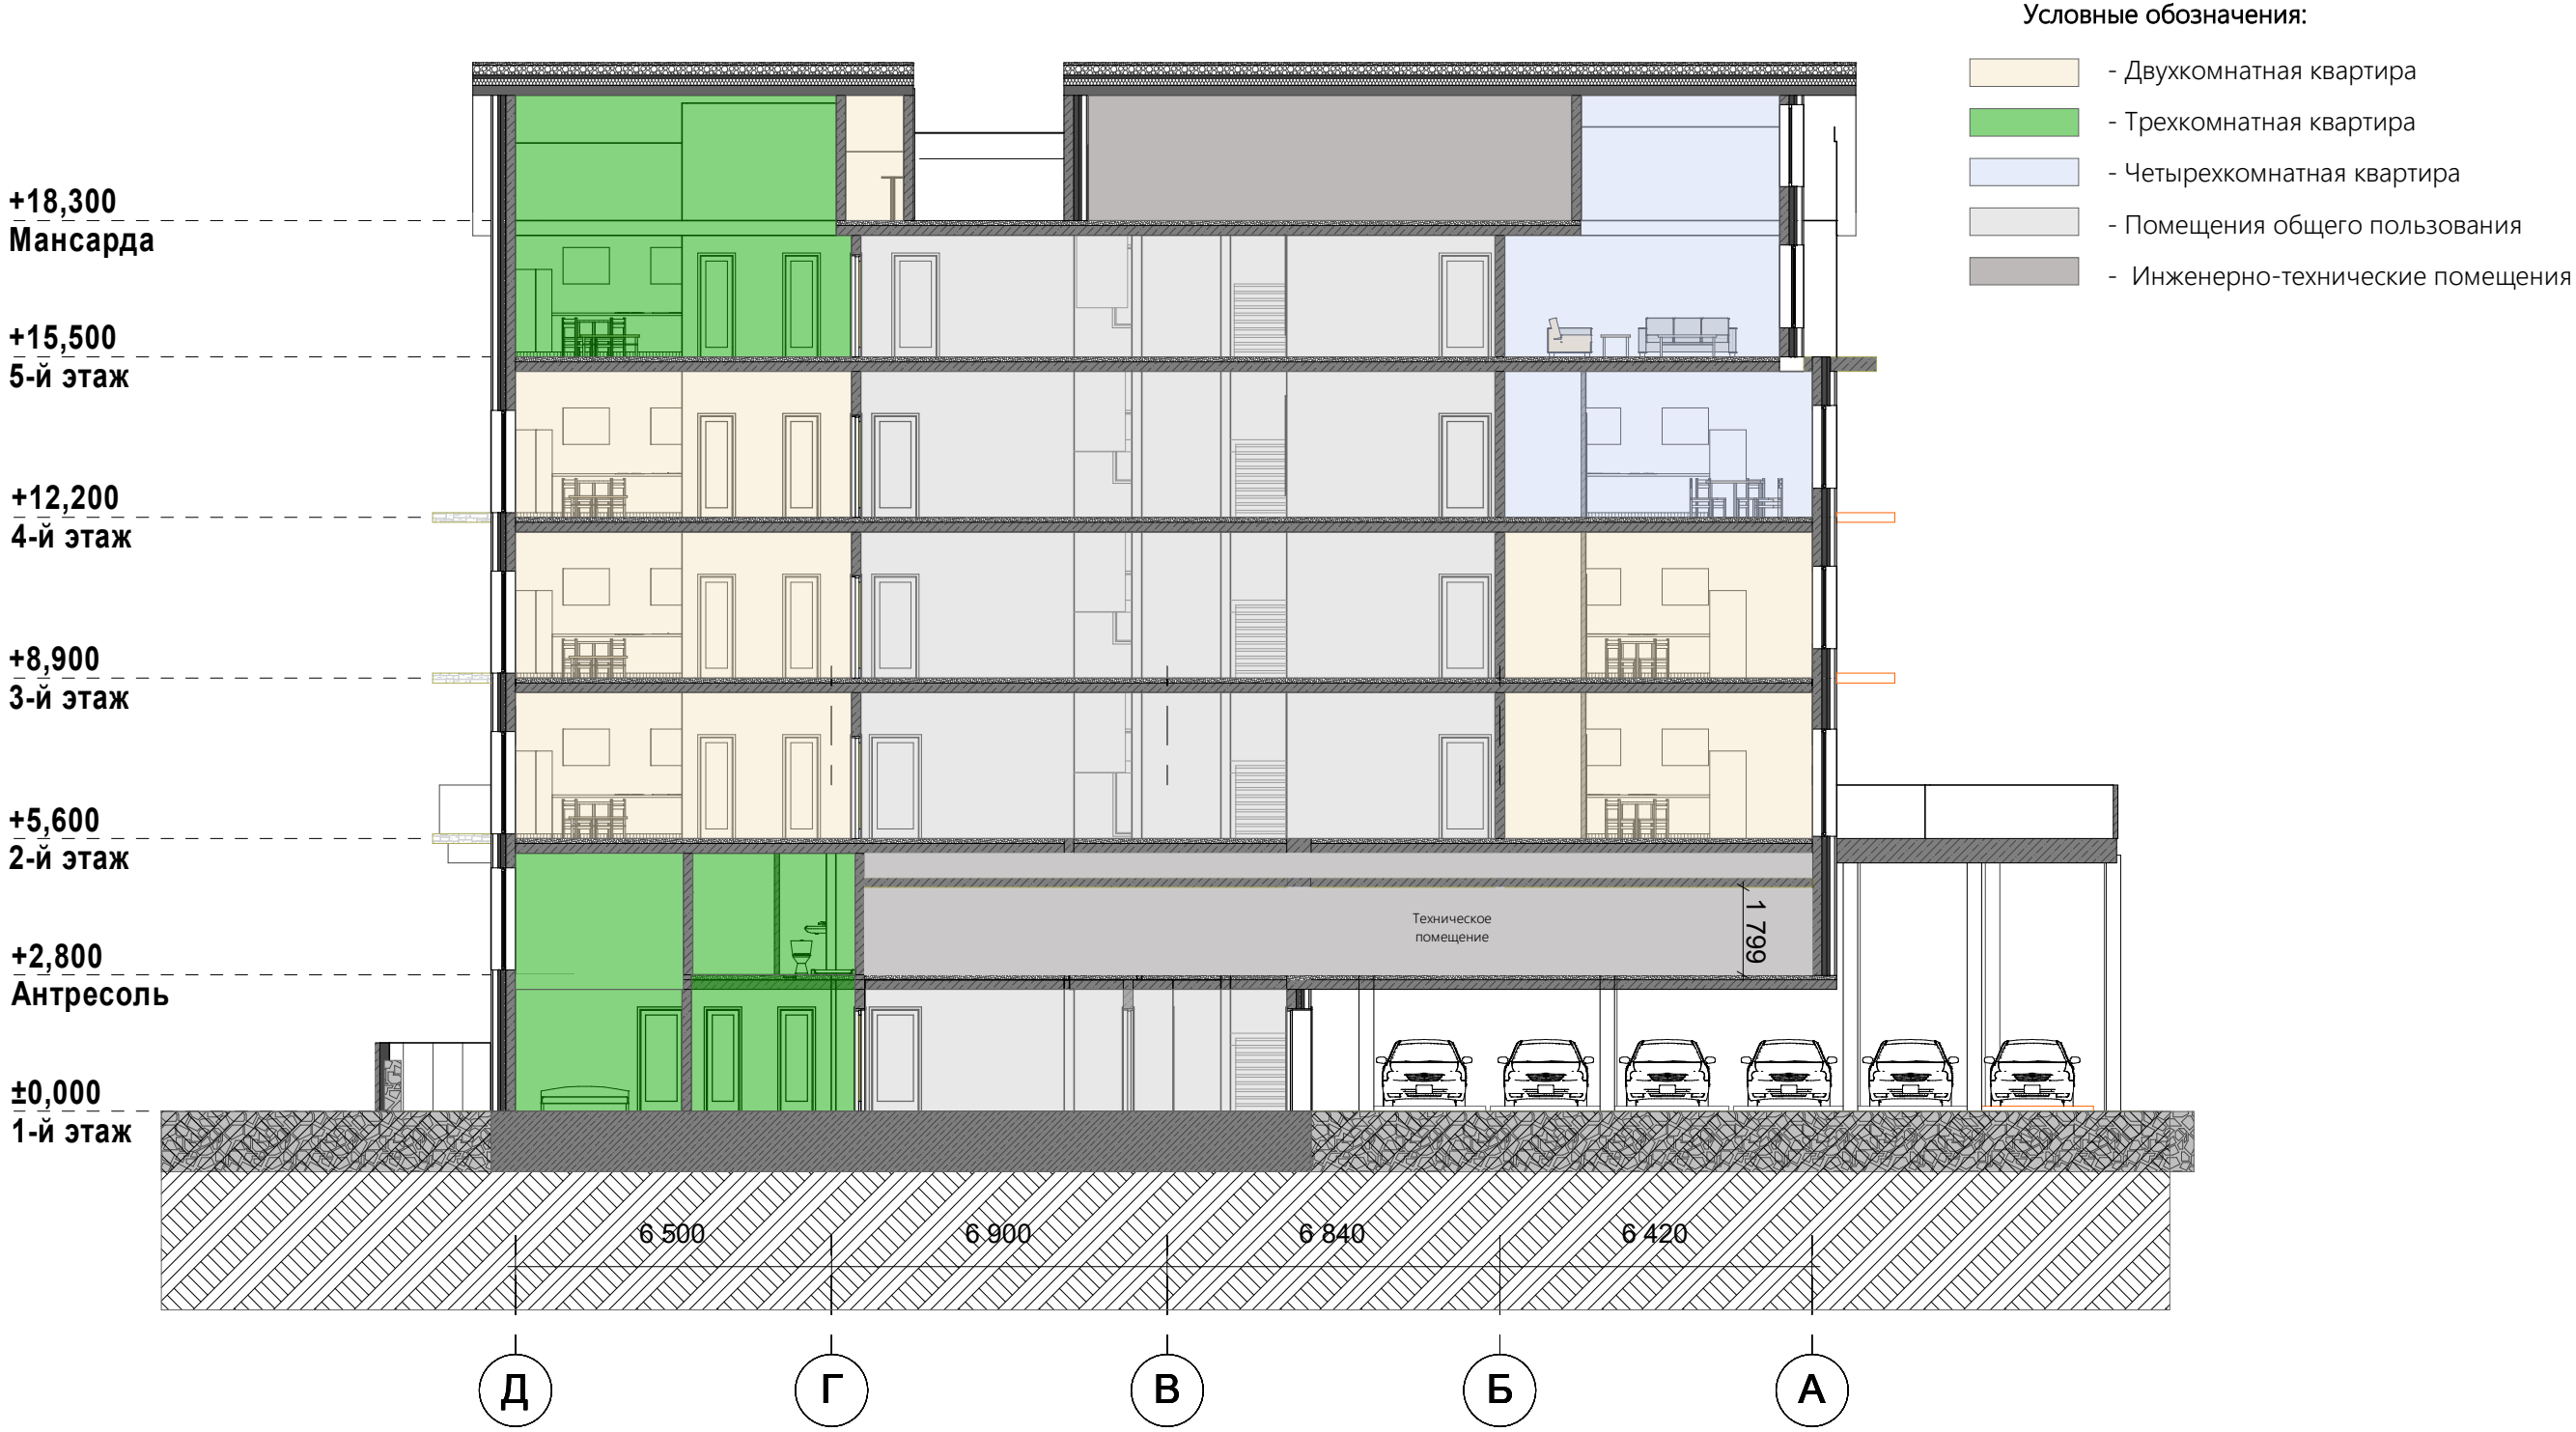 Условные обозначения:
- Двухкомнатная квартира
- Трехкомнатная квартира
- Четырехкомнатная квартира
- Помещения общего пользования
- Инженерно-технические помещения
+18,300
Мансарда
+15,500
5-й этаж
+12,200
4-й этаж
+8,900
3-й этаж
+5,600
2-й этаж
Техническое
помещение
1 799
+2,800
Антресоль
±0,000
1-й этаж
6 500
6 900
6 840
6 420
Д
Г
В
Б
А